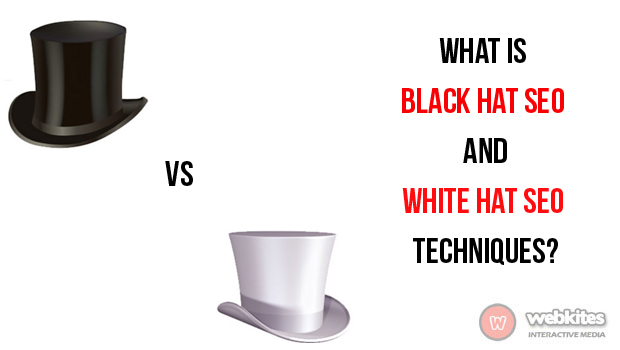 VS
WHAT IS
BLACK HAT SEO
AND
WHITE HAT SEO
TECHNIQUES?
w
webkites
INTERACTIVE MEDIA